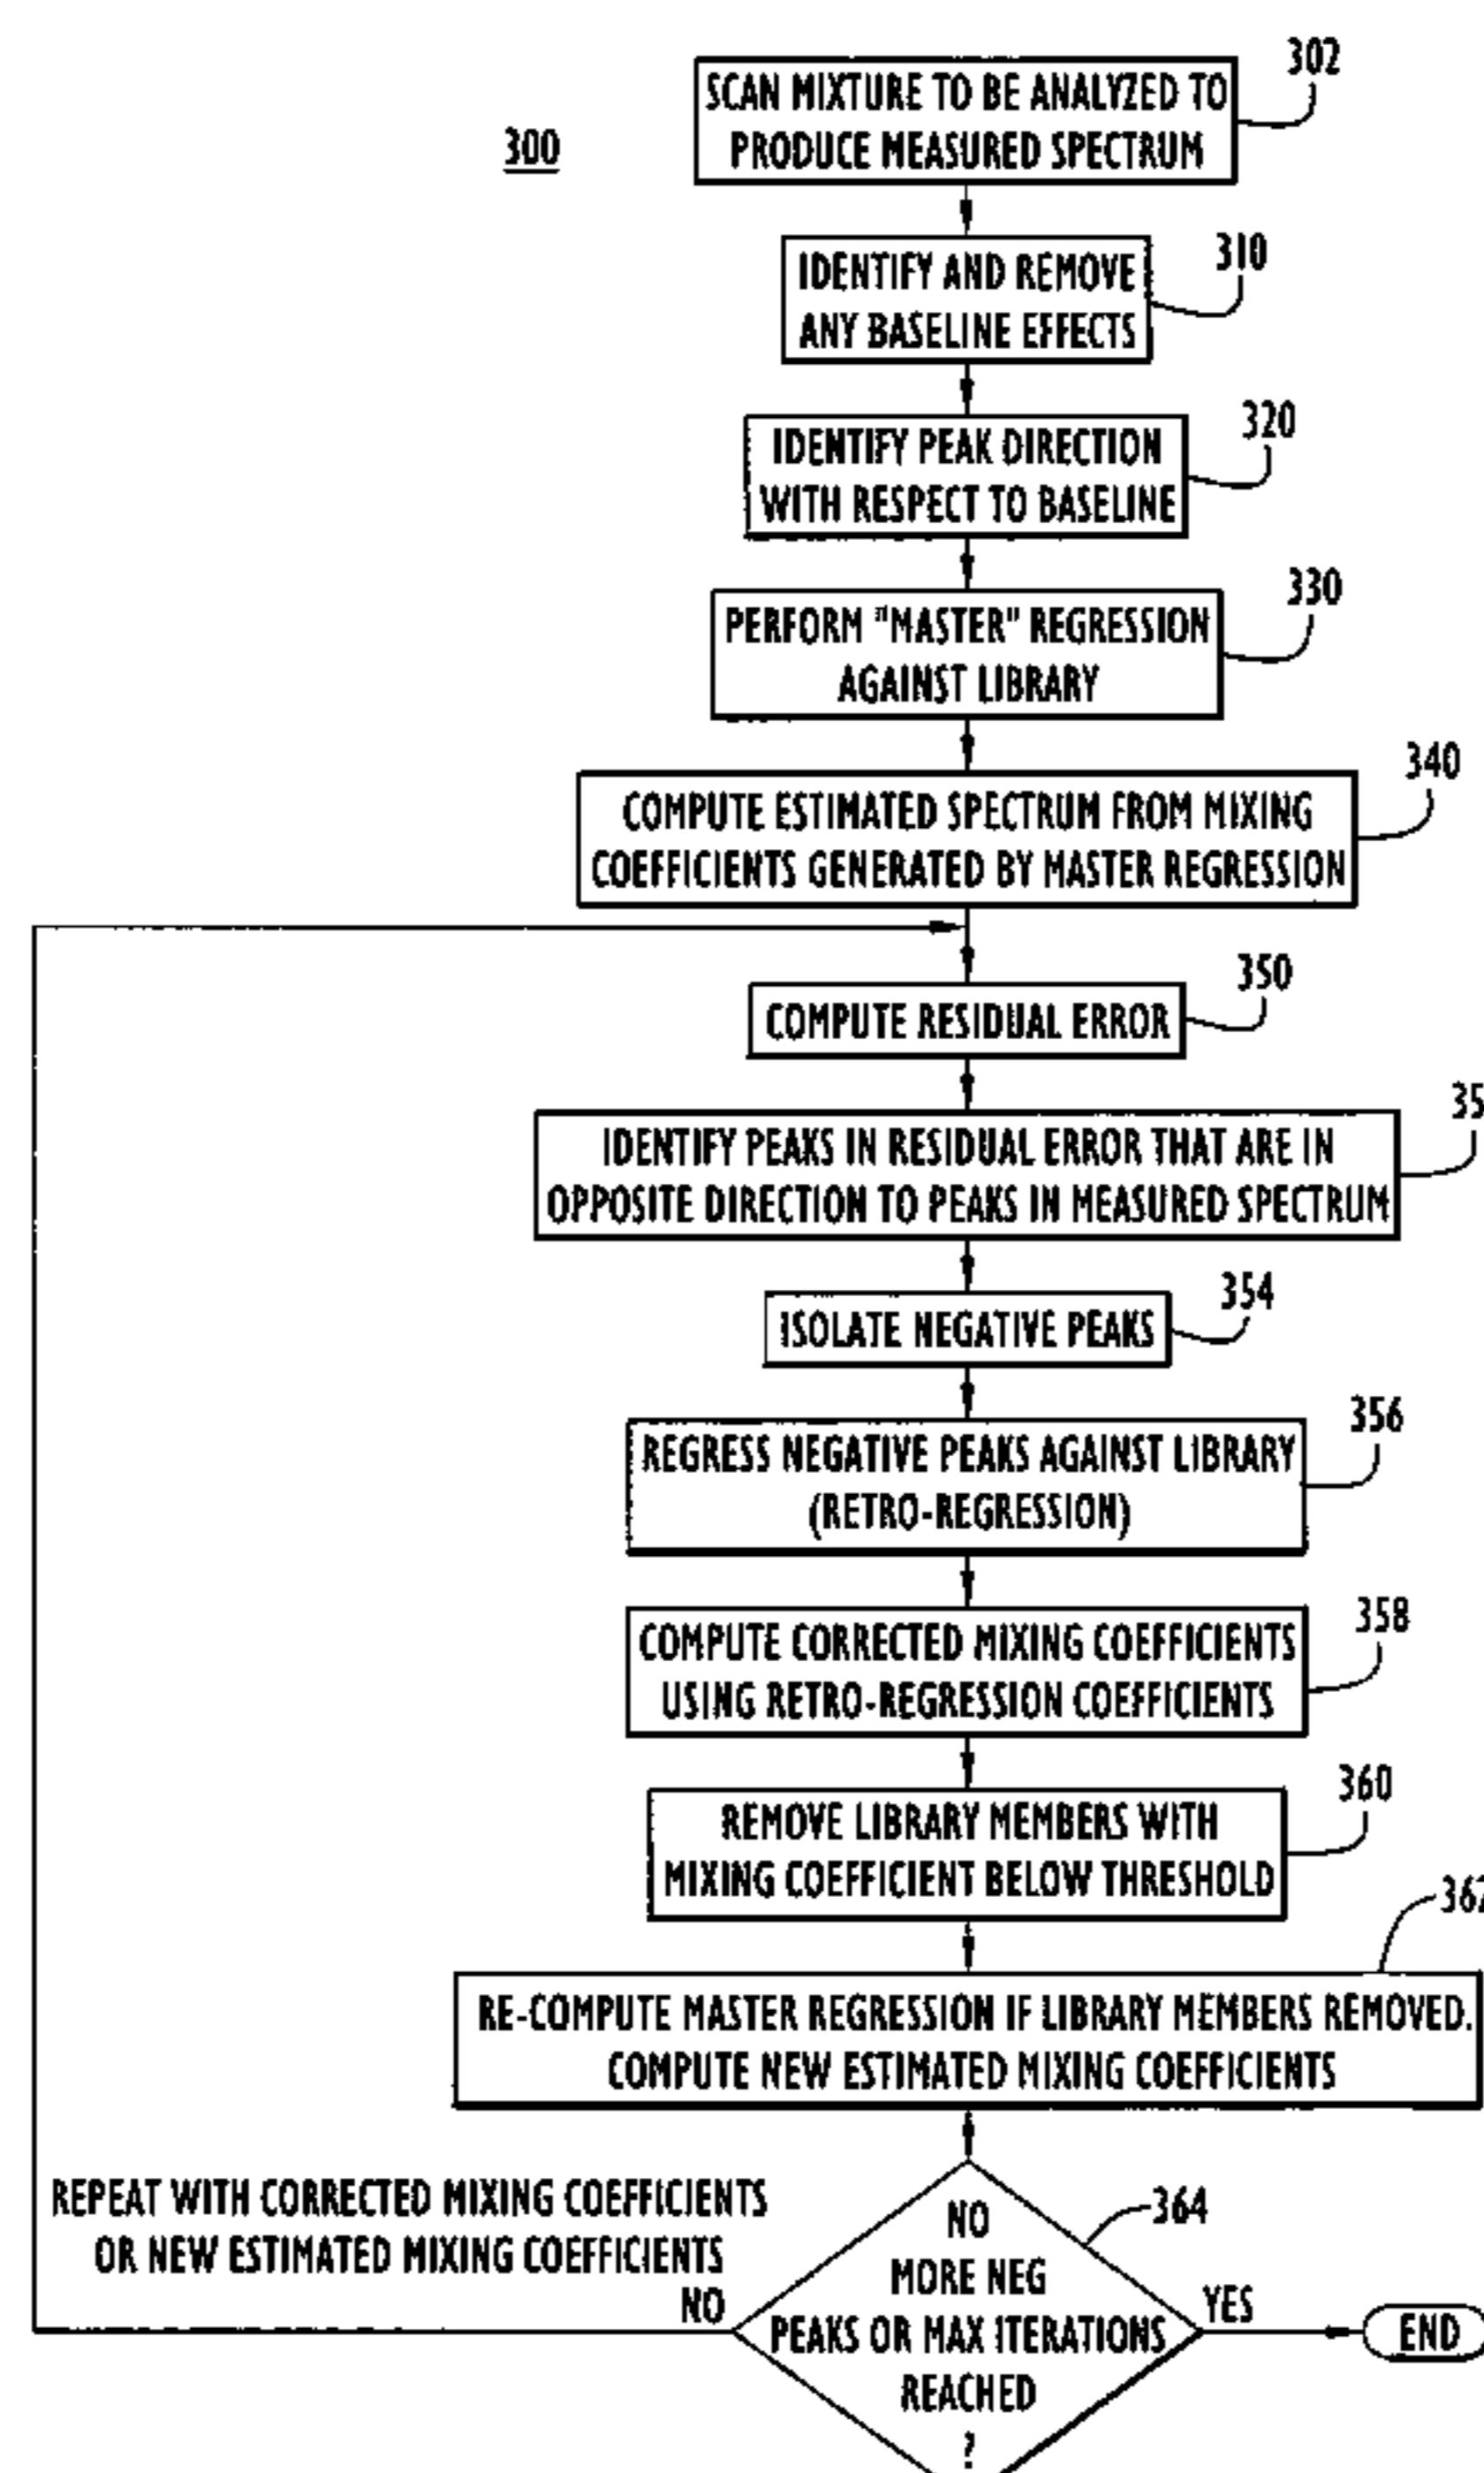 300
302
SCAN MIXTURE TO BE ANALYZED TO
PRODUCE MEASURED SPECTRUM
310
IDENTIFY AND REMOVE
ANY BASELINE EFFECTS
320
IDENTIFY PEAK DIRECTION
WITH RESPECT TO BASELINE
330
PERFORM "MASTER" REGRESSION
AGAINST LIBRARY
340
COMPUTE ESTIMATED SPECTRUM FROM MIXING
COEFFICIENTS GENERATED BY MASTER REGRESSION
350
COMPUTE RESIDUAL ERROR
IDENTIFY PEAKS IN RESIDUAL ERROR THAT ARE IN
OPPOSITE DIRECTION TO PEAKS IN MEASURED SPECTRUM
354
ISOLATE NEGATIVE PEAKS
356
REGRESS NEGATIVE PEAKS AGAINST LIBRARY
(RETRO-REGRESSION)
358
COMPUTE CORRECTED MIXING COEFFICIENTS
USING RETRO-REGRESSION COEFFICIENTS
360
REMOVE LIBRARY MEMBERS WITH
MIXING COEFFICIENT BELOW THRESHOLD
362
RE-COMPUTE MASTER REGRESSION IF LIBRARY MEMBERS REMOVED.
COMPUTE NEW ESTIMATED MIXING COEFFICIENTS
REPEAT WITH CORRECTED MIXING COEFFICIENTS
OR NEW ESTIMATED MIXING COEFFICIENTS
NO
364
NO
MORE NEG
PEAKS OR MAX ITERATIONS
REACHED
?
YES
END